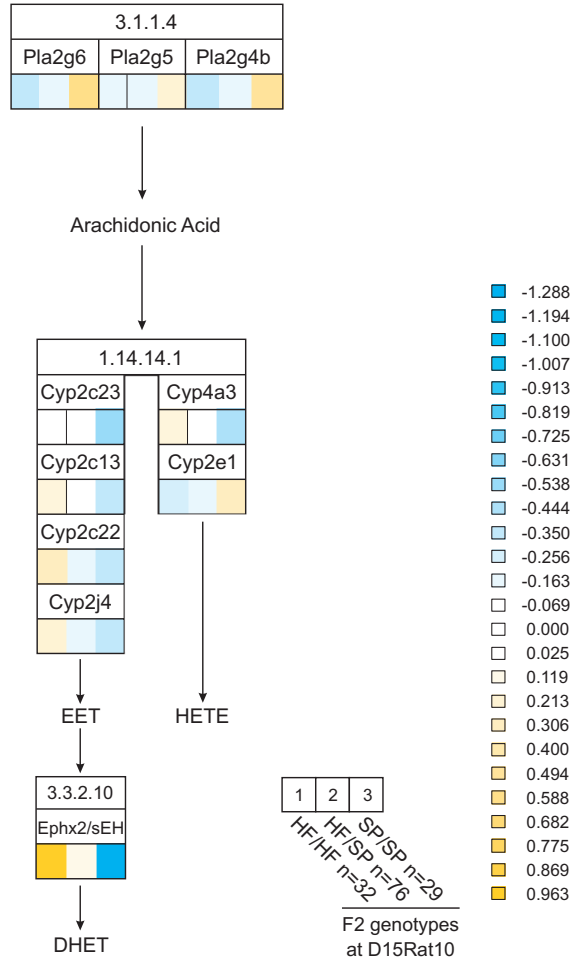 3.1.1.4
Pla2g6 Pla2g5 Pla2g4b
Arachidonic Acid
1.14.14.1
Cyp2c23 Cyp4a3
Cyp2c13 Cyp2e1
Cyp2c22
Cyp2j4
EET HETE
3.3.2.10
Ephx2/sEH
DHET
1 2 3
HF/HF n=32
HF/SP n=76
SP/SP n=29
F2 genotypes
at D15Rat10
-1.288
-1.194
-1.100
-1.007
-0.913
-0.819
-0.725
-0.631
-0.538
-0.444
-0.350
-0.256
-0.163
-0.069
0.000
0.025
0.119
0.213
0.306
0.400
0.494
0.588
0.682
0.775
0.869
0.963